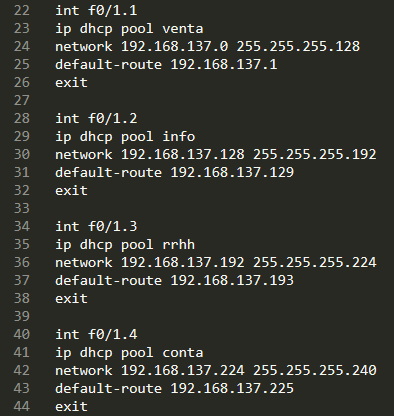 22 int f0/1.1
23 ip dhcp pool venta
24 network 192.168.137.0 255.255.255.128
25 default-route 192.168.137.1
26 exit
27
28 int f0/1.2
29 ip dhcp pool info
30 network 192.168.137.128 255.255.255.192
31 default-route 192.168.137.129
32 exit
33
34 int f0/1.3
35 ip dhcp pool rrhh
36 network 192.168.137.192 255.255.255.224
37 default-route 192.168.137.193
38 exit
39
40 int f0/1.4
41 ip dhcp pool conta
42 network 192.168.137.224 255.255.255.240
43 default-route 192.168.137.225
44 exit